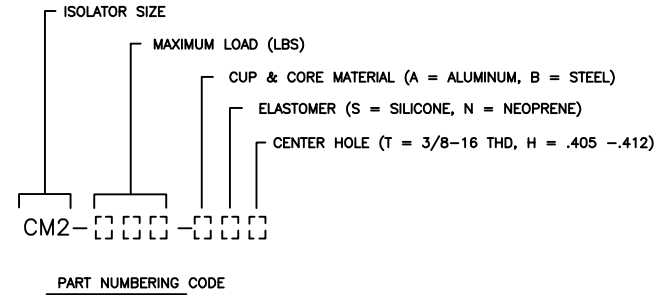 ISOLATOR SIZE
MAXIMUM LOAD (LBS)
CUP & CORE MATERIAL (A = ALUMINUM, B = STEEL)
ELASTOMER (S = SILICONE, N = NEOPRENE)
CENTER HOLE (T = 3/8-16 THD, H = .405 -.412)
CM2- -
PART NUMBERING CODE